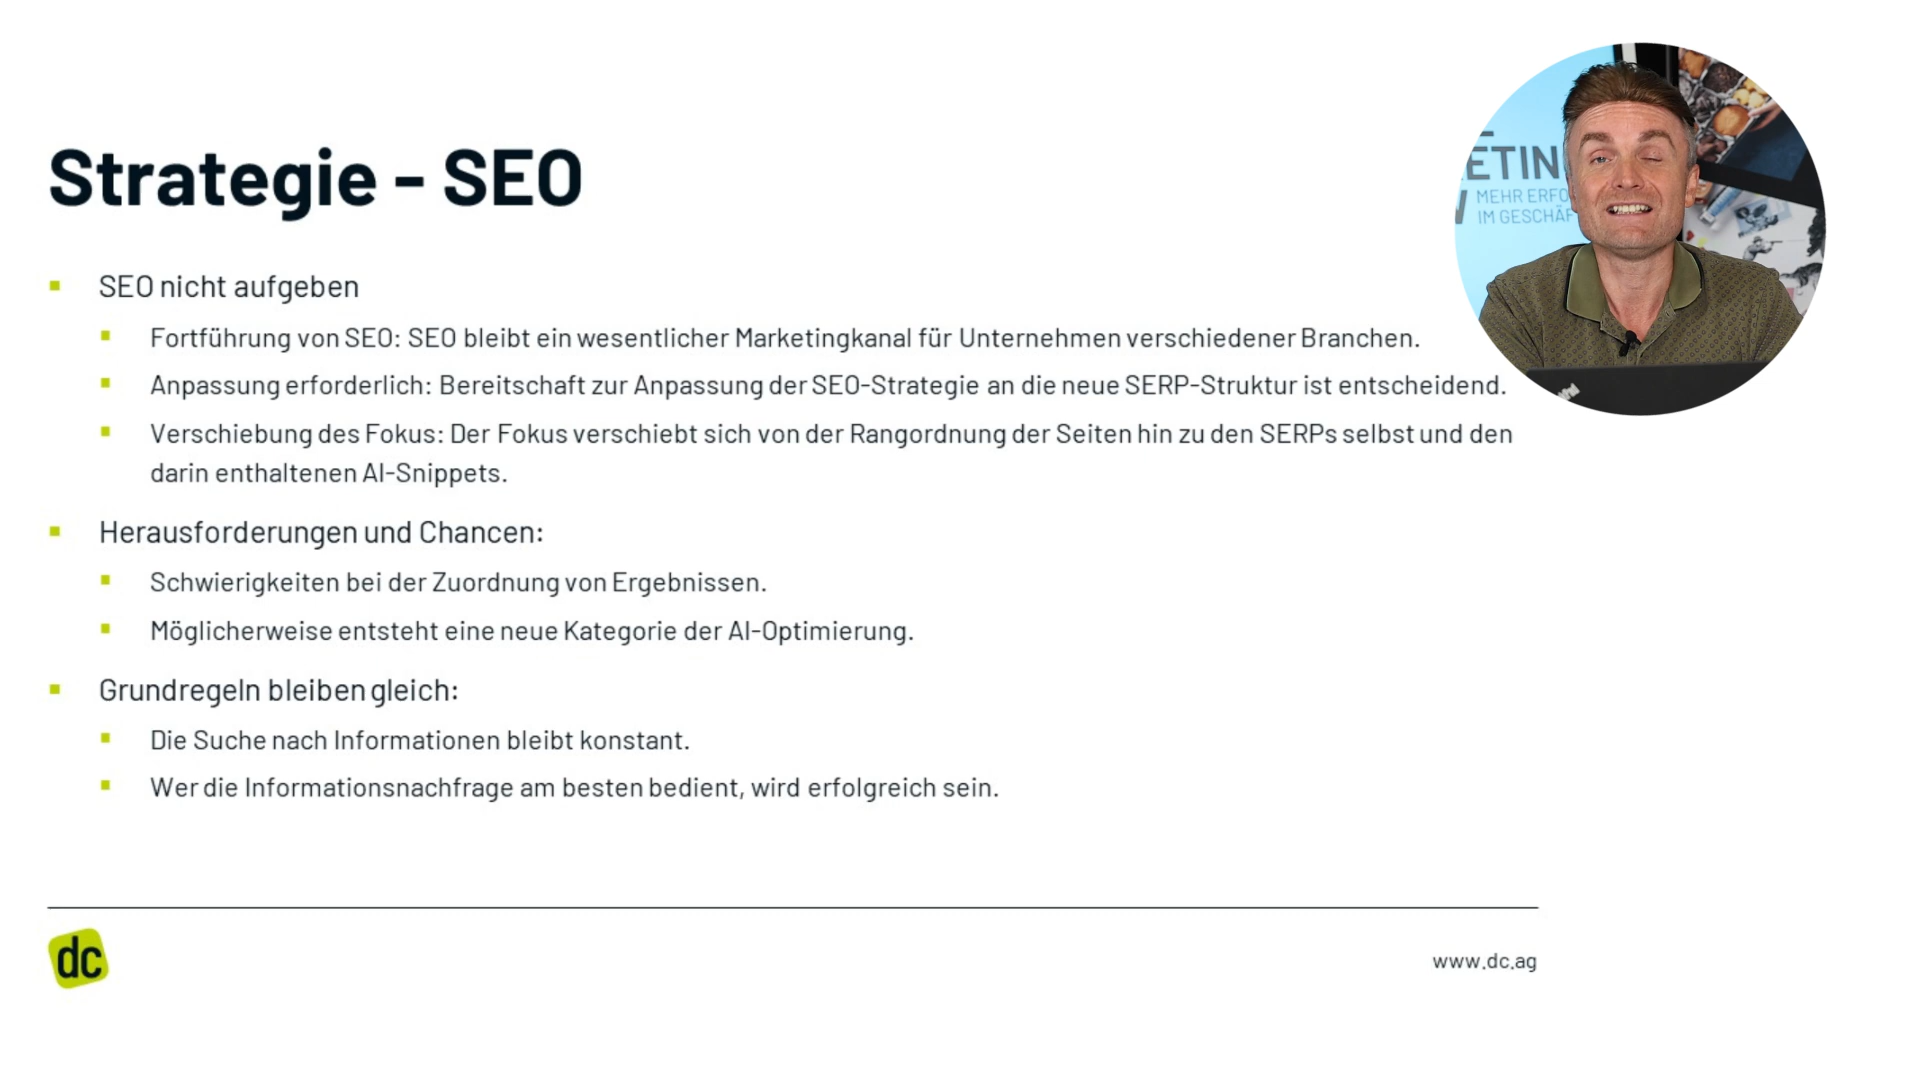 Strategie - SEO
SEO nicht aufgeben
Fortführung von SEO: SEO bleibt ein wesentlicher Marketingkanal für Unternehmen verschiedener Branchen.
Anpassung erforderlich: Bereitschaft zur Anpassung der SEO-Strategie an die neue SERP-Struktur ist entscheidend.
Verschiebung des Fokus: Der Fokus verschiebt sich von der Rangordnung der Seiten hin zu den SERPs selbst und den
darin enthaltenen AI-Snippets.
Herausforderungen und Chancen:
Schwierigkeiten bei der Zuordnung von Ergebnissen.
Möglicherweise entsteht eine neue Kategorie der AI-Optimierung.
Grundregeln bleiben gleich:
Die Suche nach Informationen bleibt konstant.
Wer die Informationsnachfrage am besten bedient, wird erfolgreich sein.
ETIN
MEHR ERFO
IM GESCHÄF
dc
www.dc.ag